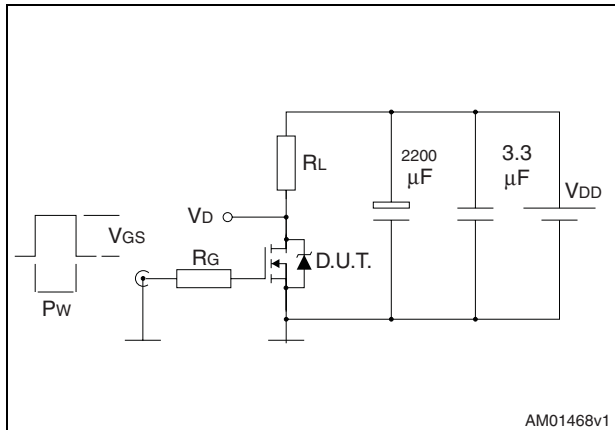 2200
μF
3.3
μF
RL
VDD
VD
VGS
RG
D.U.T.
PW
AM01468v1